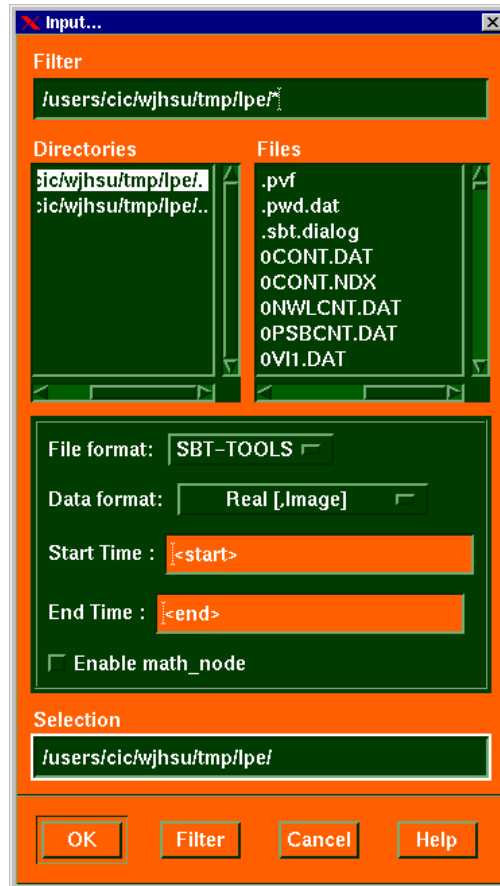 Input...
Filter
/users/cic/wjhsu/tmp/lpe/*
Directories
Files
cic/wjhsu/tmp/lpe/.
cic/wjhsu/tmp/lpe/..
.pvf
.pwd.dat
.sbt.dialog
0CONT.DAT
0CONT.NDX
0NWLCNT.DAT
0PSBCNT.DAT
0VI1.DAT
File format: SBT-TOOLS
Data format: Real [,Image]
Start Time : <start>
End Time : <end>
Enable math_node
Selection
/users/cic/wjhsu/tmp/lpe/
OK Filter Cancel Help